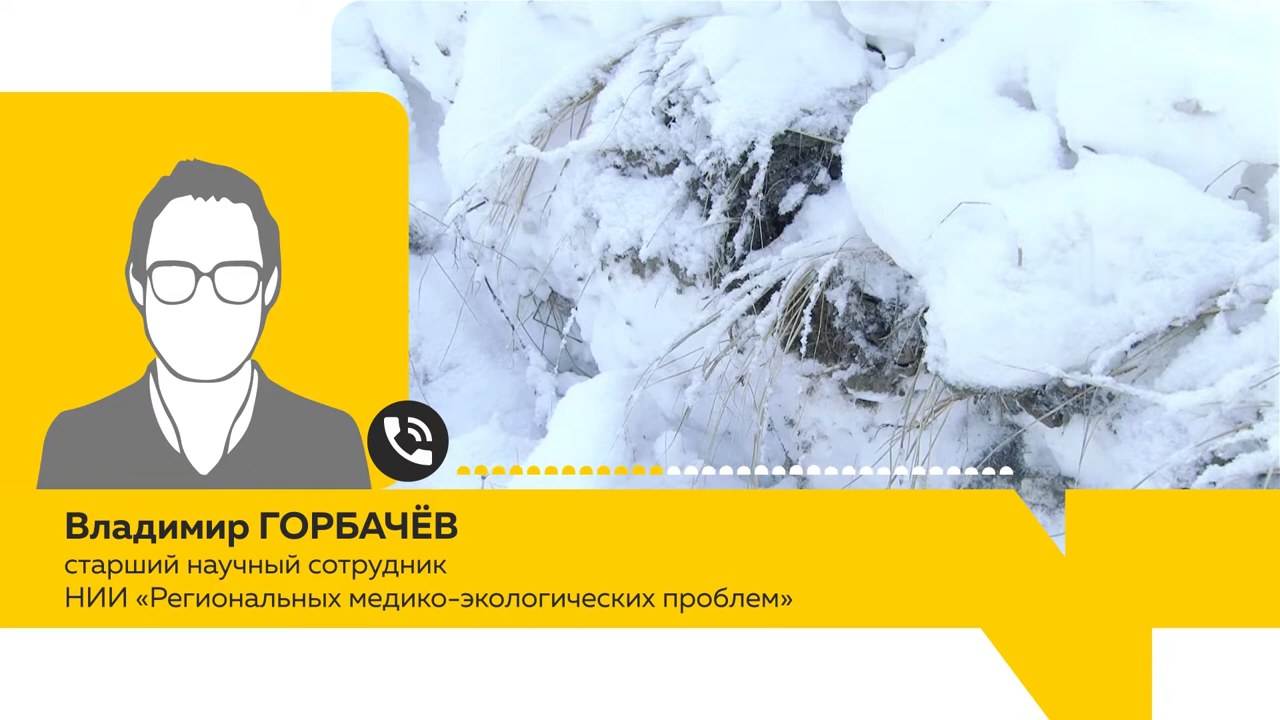 Владимир ГОРБАЧЁВ
старший научный сотрудник
НИИ «Региональных медико-экологических проблем»